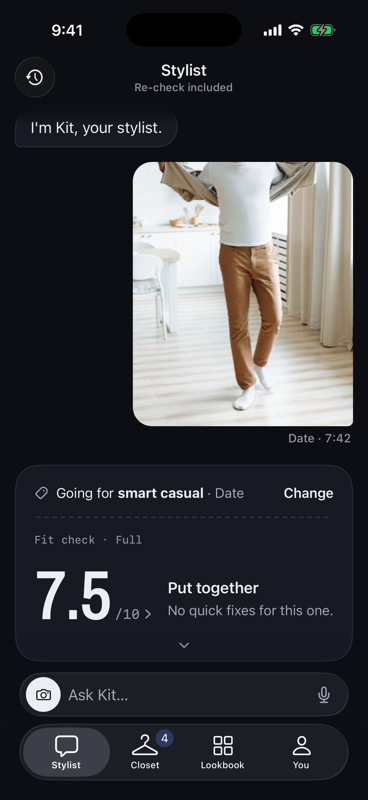 9:41
Stylist
Re-check included
I'm Kit, your stylist.
Date · 7:42
Going for smart casual · Date Change
Fit check · Full
7.5 /10
Put together
No quick fixes for this one.
Ask Kit...
4
Stylist Closet Lookbook You